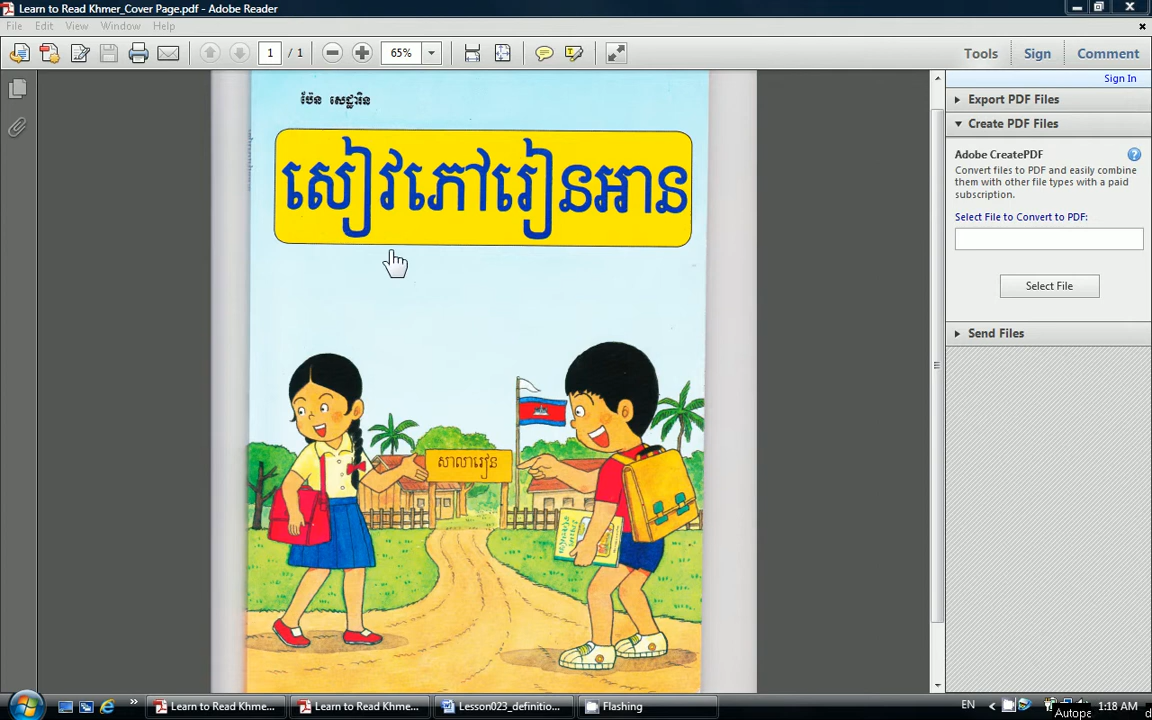 Learn to Read Khmer_Cover Page.pdf - Adobe Reader
File Edit View Window Help
1 / 1 65% Tools Sign Comment
Sign In
Export PDF Files
Create PDF Files
Adobe CreatePDF
Convert files to PDF and easily combine
them with other file types with a paid
subscription.
Select File to Convert to PDF:
Select File
Send Files
ប៉ែន សេដ្ឋារិន
សៀវភៅរៀនអាន
សាលារៀន
Learn to Read Khme... Learn to Read Khme... Lesson023_definitio... Flashing EN 1:18 AM
Autope